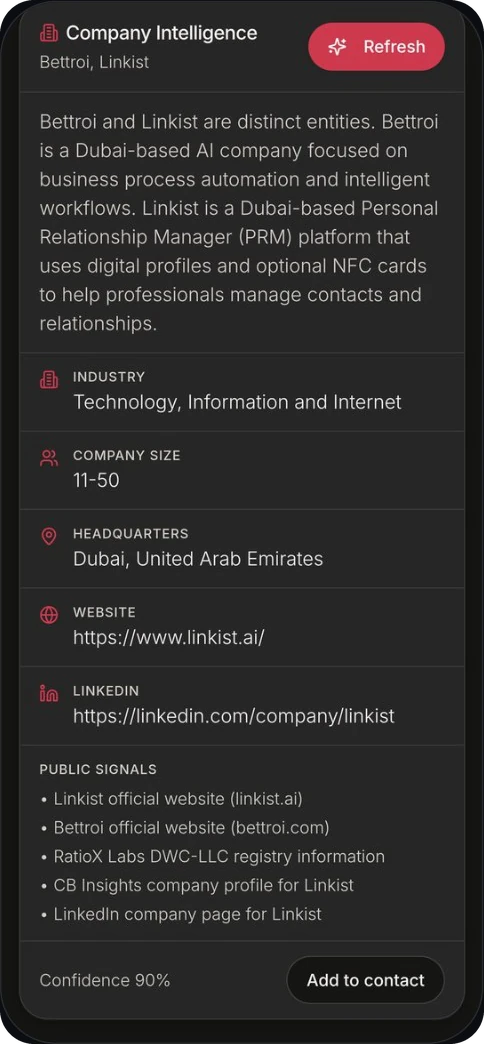 Company Intelligence
Refresh
Bettroi, Linkist
Bettroi and Linkist are distinct entities. Bettroi
is a Dubai-based AI company focused on
business process automation and intelligent
workflows. Linkist is a Dubai-based Personal
Relationship Manager (PRM) platform that
uses digital profiles and optional NFC cards
to help professionals manage contacts and
relationships.
INDUSTRY
Technology, Information and Internet
COMPANY SIZE
11-50
HEADQUARTERS
Dubai, United Arab Emirates
WEBSITE
https://www.linkist.ai/
LINKEDIN
https://linkedin.com/company/linkist
PUBLIC SIGNALS
• Linkist official website (linkist.ai)
• Bettroi official website (bettroi.com)
• RatioX Labs DWC-LLC registry information
• CB Insights company profile for Linkist
• LinkedIn company page for Linkist
Confidence 90%
Add to contact